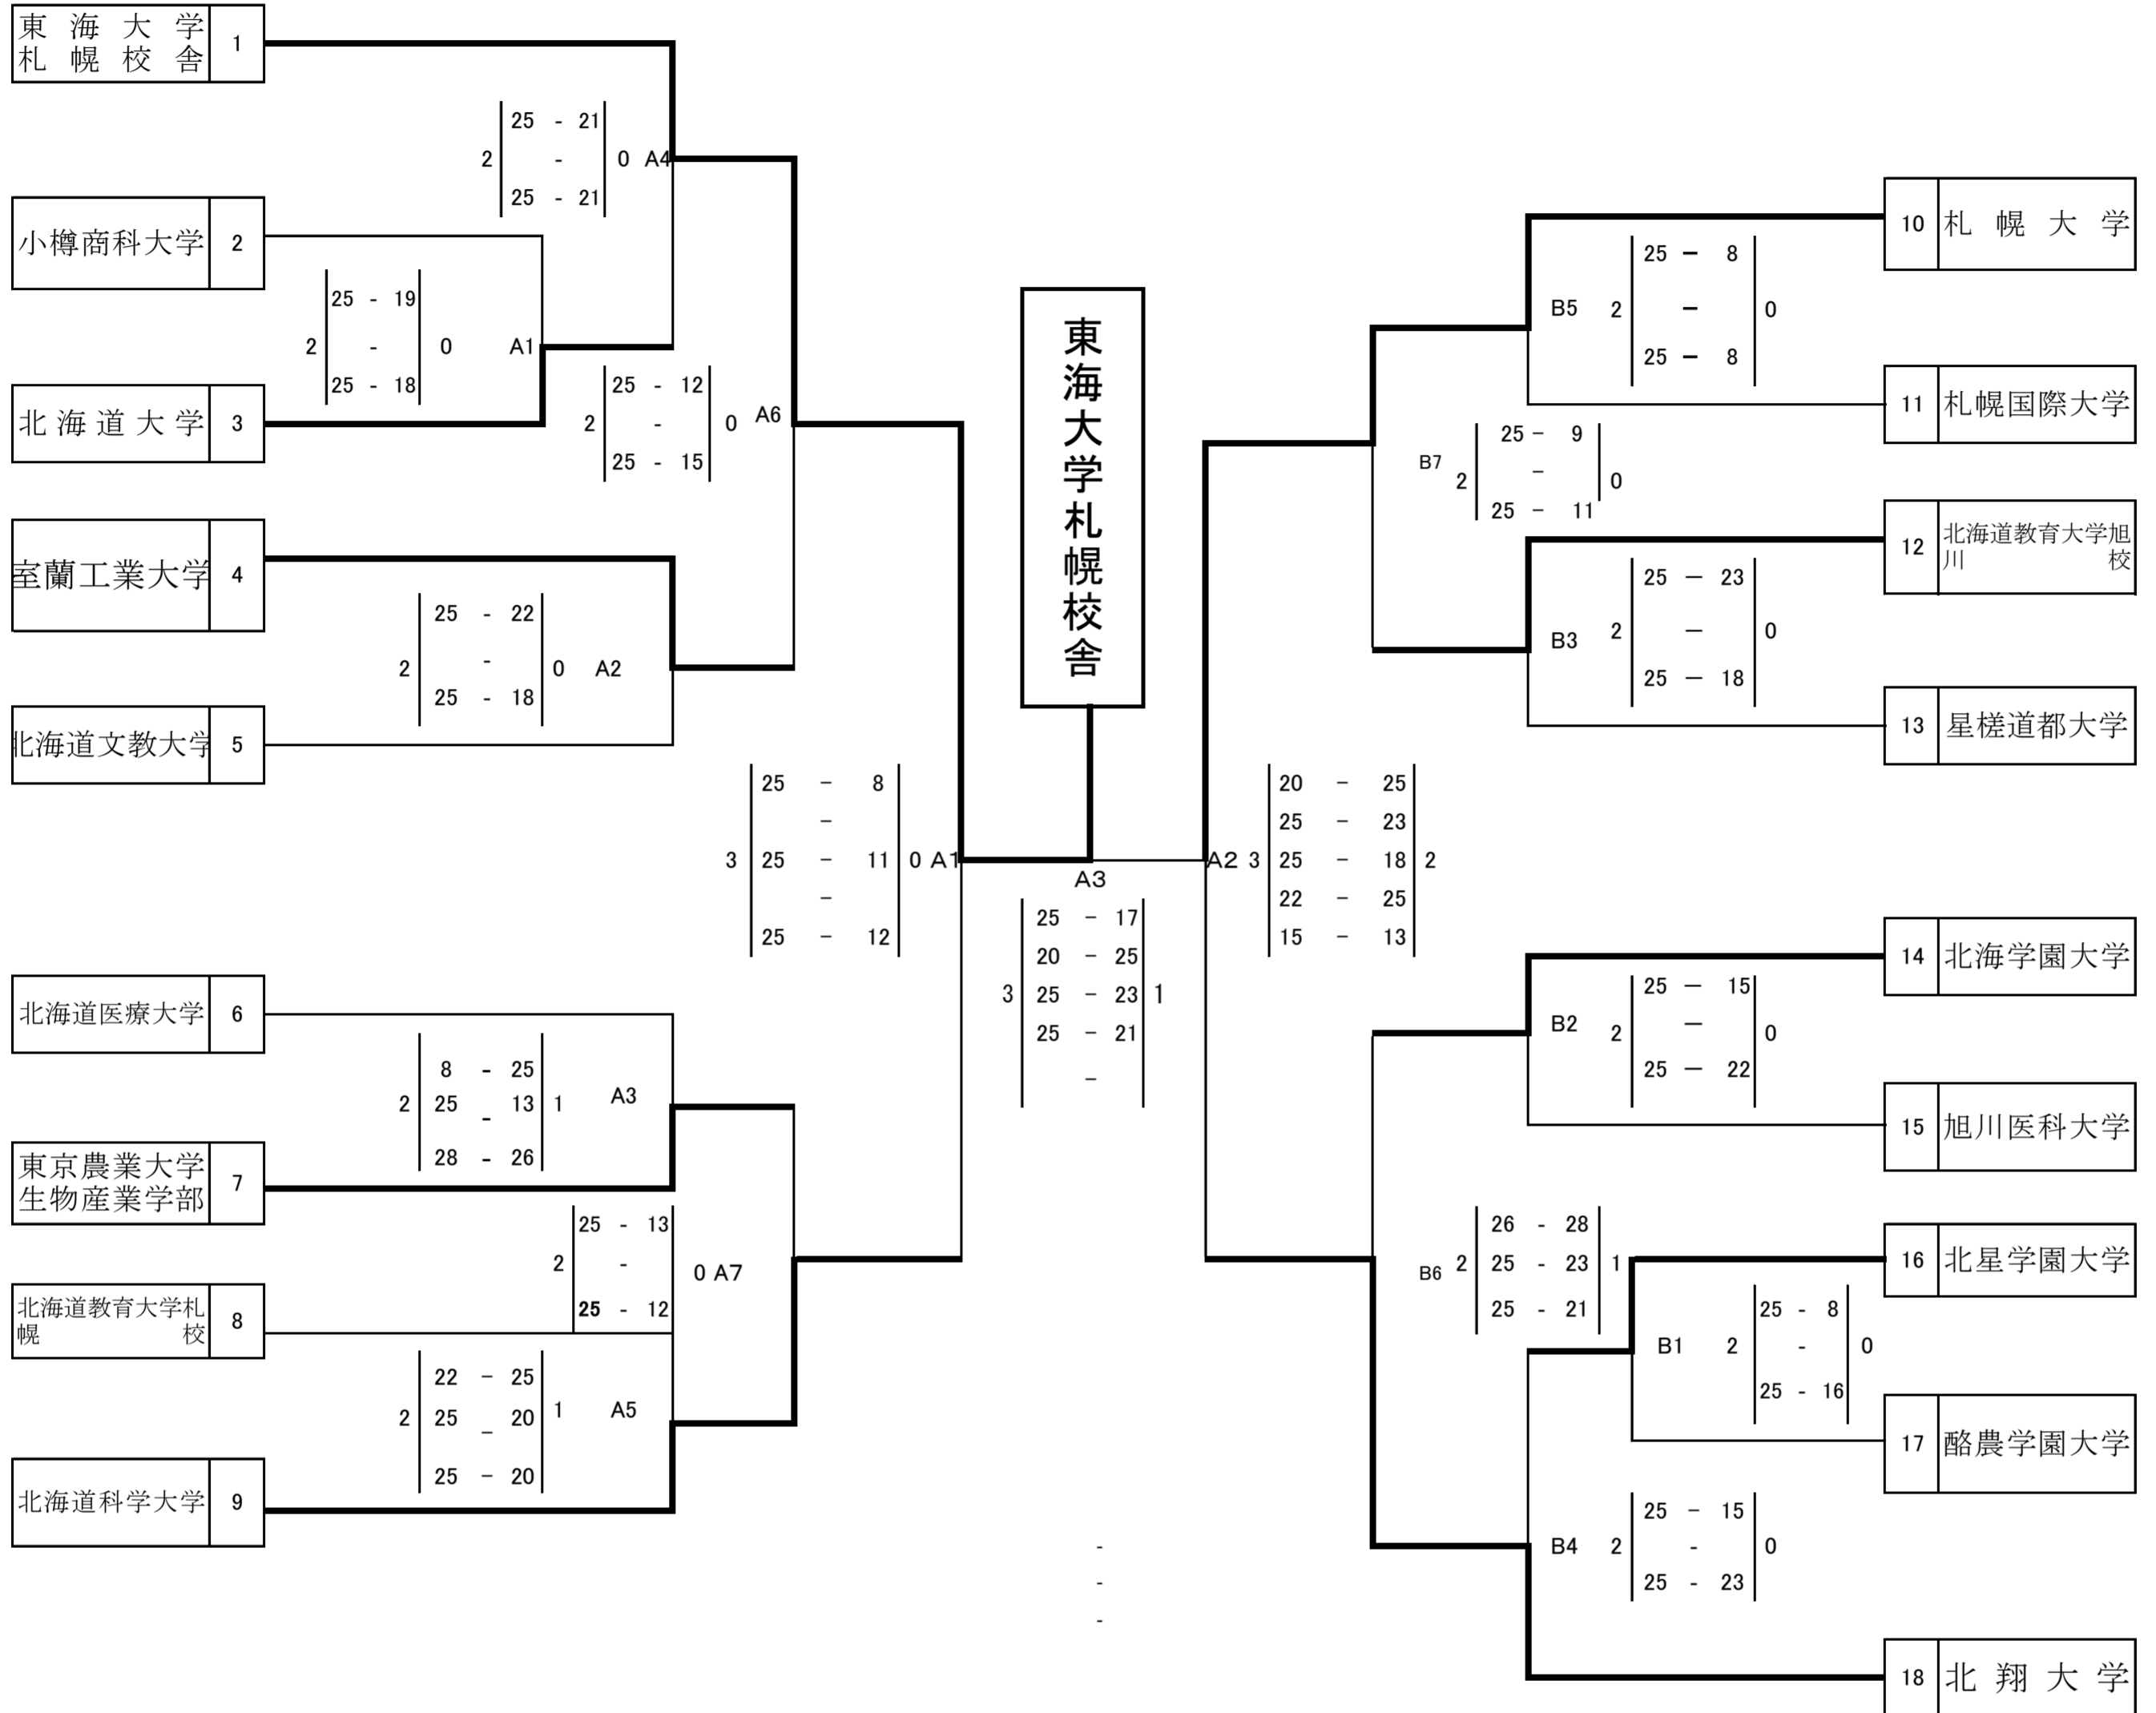 東海大学
札幌校舎
1
25 - 21
2 - 0 A4
25 - 21
小樽商科大学 2
25 - 19
2 - 0 A1
25 - 18
北海道大学 3
25 - 12
2 - 0 A6
25 - 15
室蘭工業大学 4
25 - 22
2 - 0 A2
25 - 18
北海道文教大学 5
25 - 8
-
3 25 - 11 0 A1
-
25 - 12
北海道医療大学 6
8 - 25
2 25 - 13 1 A3
28 - 26
東京農業大学
生物産業学部
7
25 - 13
2 - 0 A7
25 - 12
北海道教育大学札
幌校
8
22 - 25
2 25 - 20 1 A5
25 - 20
北海道科学大学 9
東海大学札幌校舎
A3
25 - 17
20 - 25
3 25 - 23 1
25 - 21
-
-
-
-
10 札幌大学
25 - 8
B5 2 - 0
25 - 8
11 札幌国際大学
25 - 9
B7 2 - 0
25 - 11
12
北海道教育大学旭
川校
25 - 23
B3 2 - 0
25 - 18
13 星槎道都大学
20 - 25
25 - 23
A2 3 25 - 18 2
22 - 25
15 - 13
14 北海学園大学
25 - 15
B2 2 - 0
25 - 22
15 旭川医科大学
26 - 28
B6 2 25 - 23 1
25 - 21
16 北星学園大学
25 - 8
B1 2 - 0
25 - 16
17 酪農学園大学
25 - 15
B4 2 - 0
25 - 23
18 北翔大学